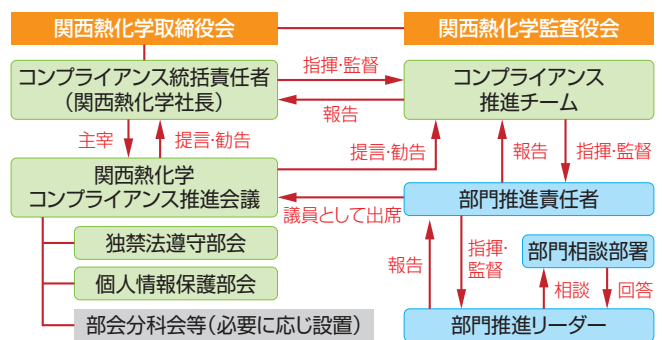 関西熱化学取締役会
関西熱化学監査役会
コンプライアンス統括責任者
(関西熱化学社長)
指揮・監督
報告
コンプライアンス
推進チーム
主宰
提言・勧告
提言・勧告
報告
指揮・監督
関西熱化学
コンプライアンス推進会議
議員として出席
部門推進責任者
独禁法遵守部会
個人情報保護部会
部会分科会等(必要に応じ設置)
報告
指揮・
監督
部門相談部署
相談
回答
部門推進リーダー